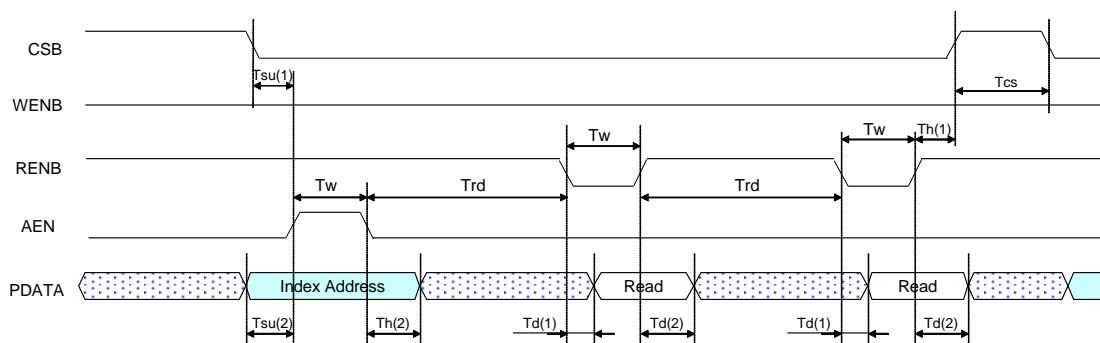 CSB
Tsu(1)
Tcs
WENB
Tw
Tw
Th(1)
RENB
Tw
Trd
Trd
AEN
PDATA
Index Address
Read
Read
Tsu(2)
Th(2)
Td(1)
Td(2)
Td(1)
Td(2)